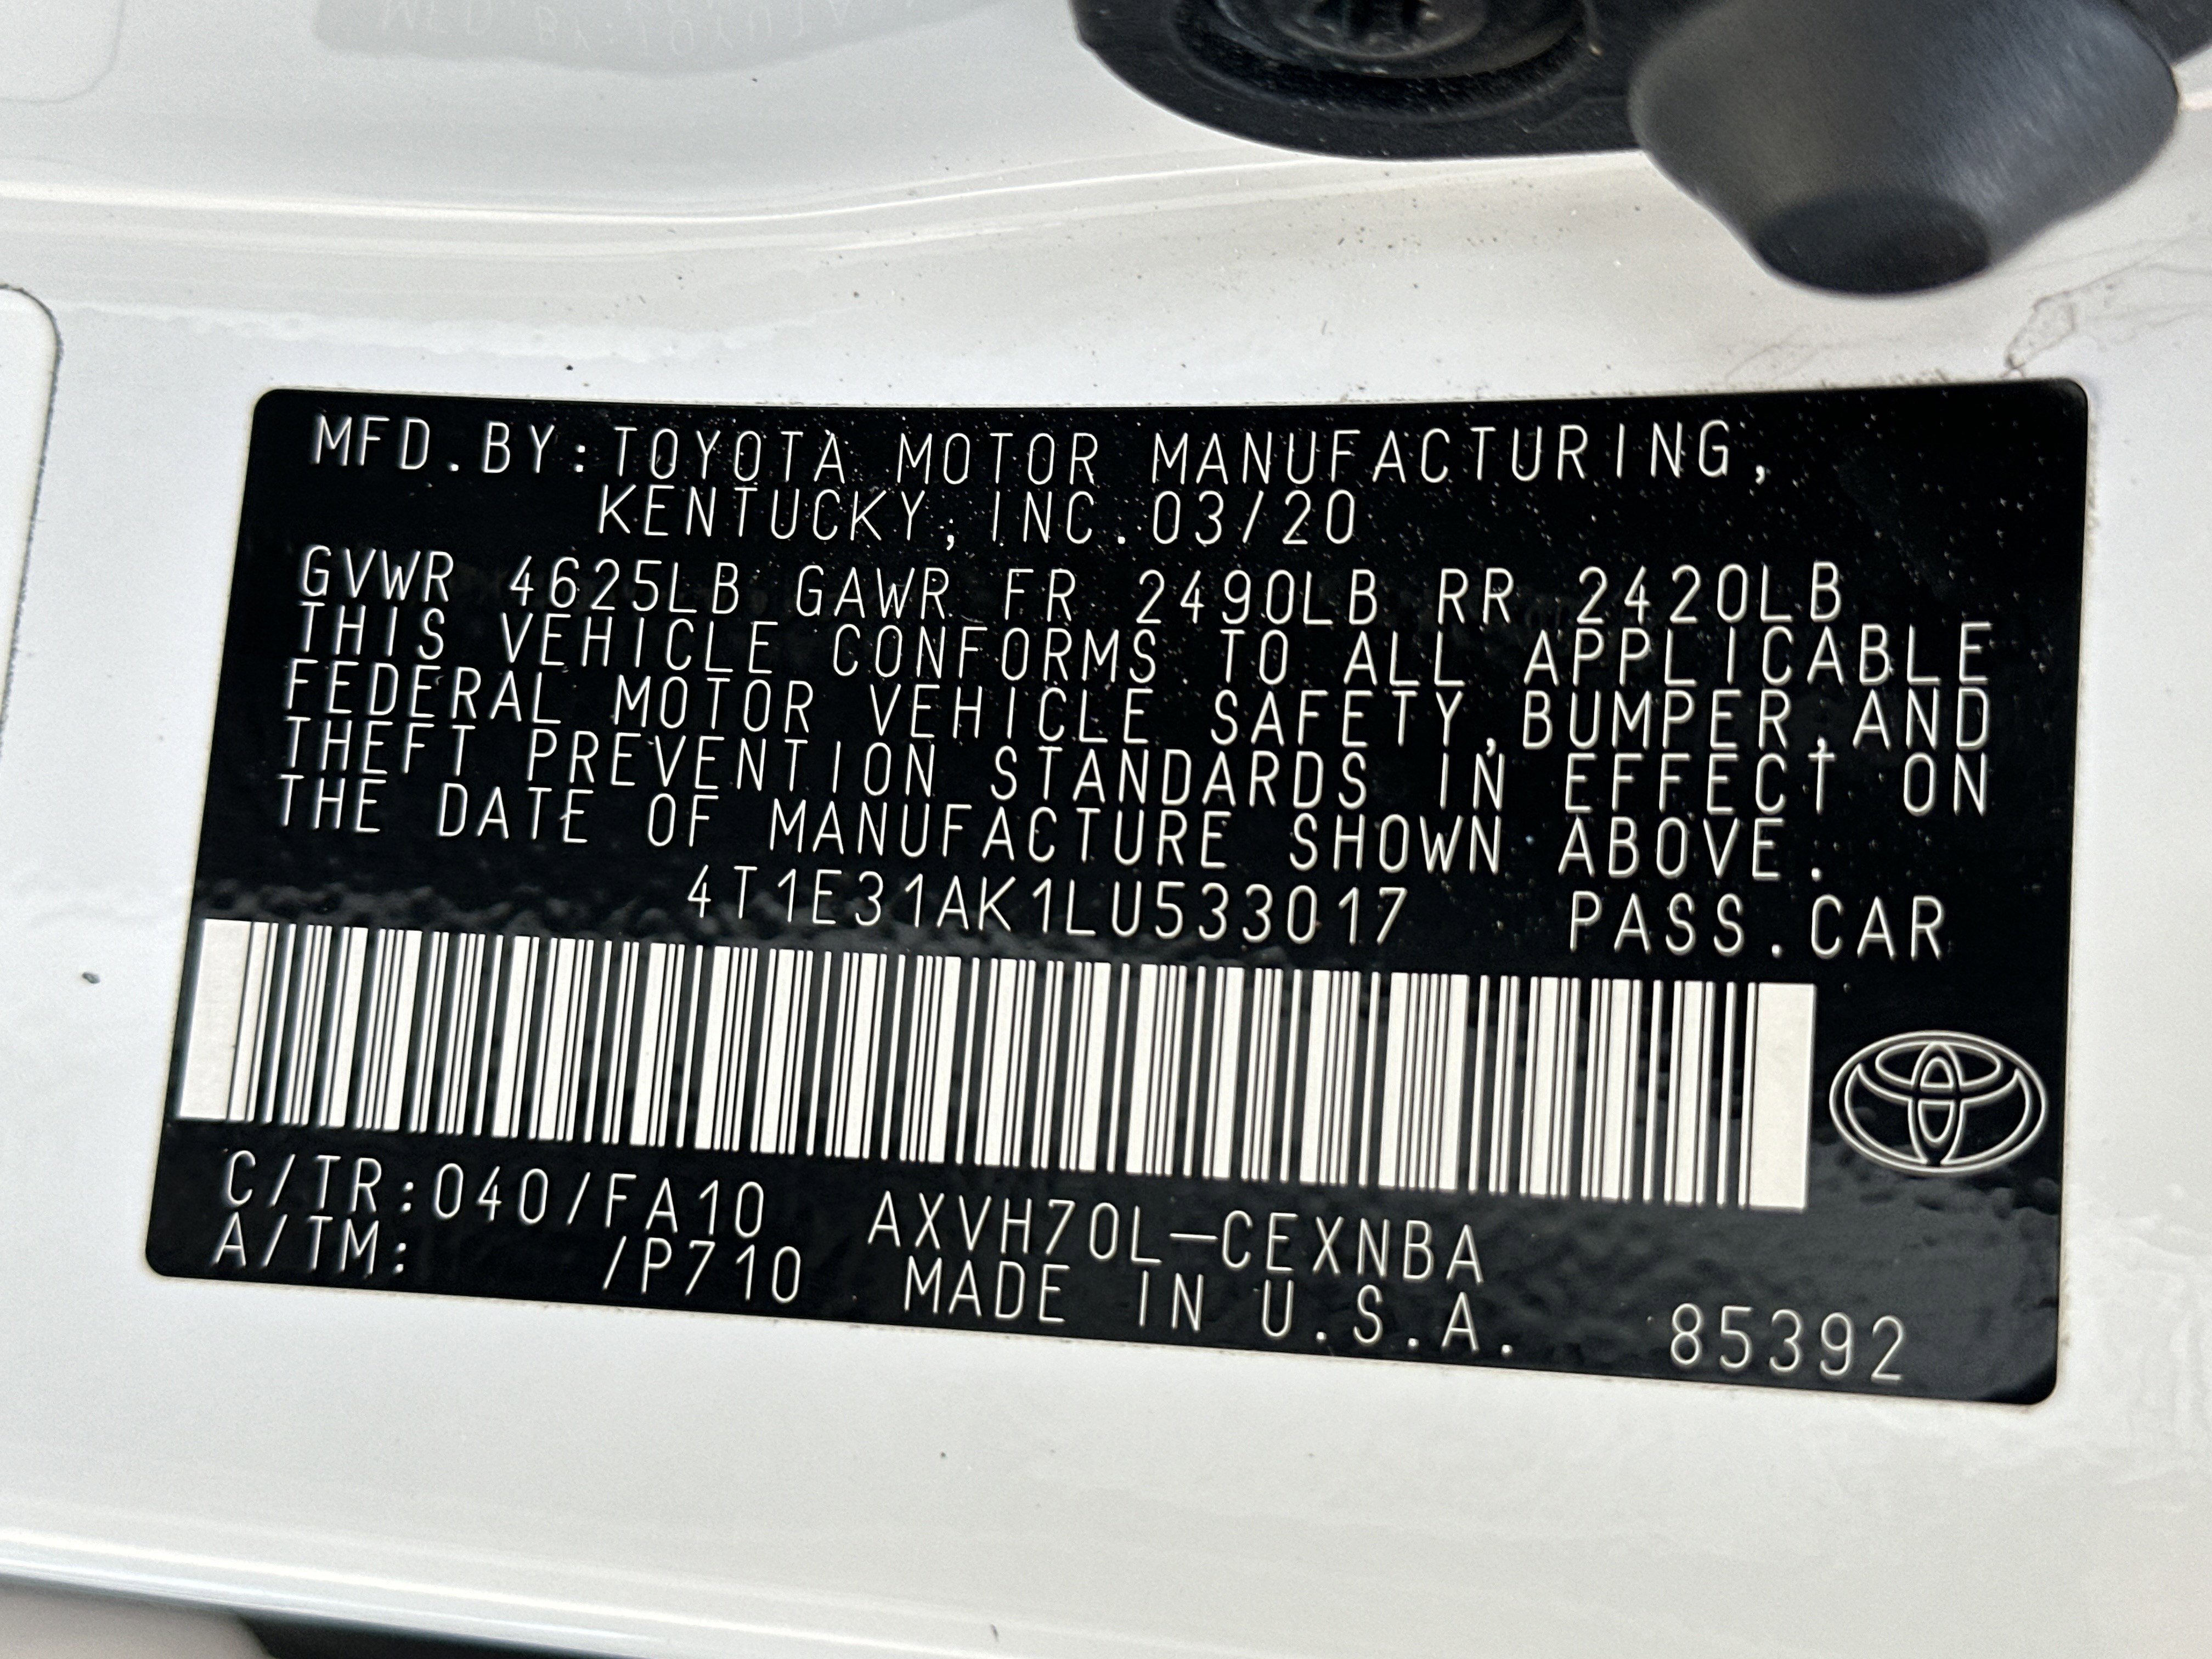 MFD.BY:TOYOTA MOTOR MANUFACTURING,
KENTUCKY, INC.03/20
GVWR 4625LB GAWR FR 2490LB RR 2420LB
THIS VEHICLE CONFORMS TO ALL APPLICABLE
FEDERAL MOTOR VEHICLE SAFETY,BUMPER,AND
THEFT PREVENTION STANDARDS IN EFFECT ON
THE DATE OF MANUFACTURE SHOWN ABOVE.
4T1E31AK1LU533017 PASS.CAR
C/TR:040/FA10 AXVH70L-CEXNBA
A/TM: /P710 MADE IN U.S.A. 85392